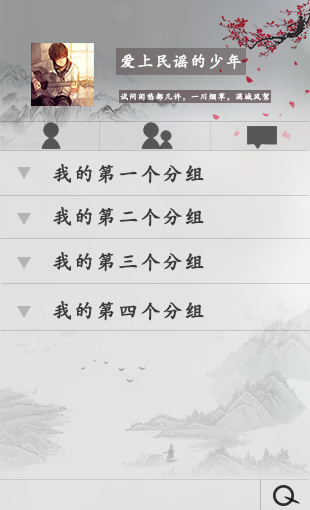 爱上民谣的少年
试问闲愁都几许，一川烟草，满城风絮
我的第一个分组
我的第二个分组
我的第三个分组
我的第四个分组